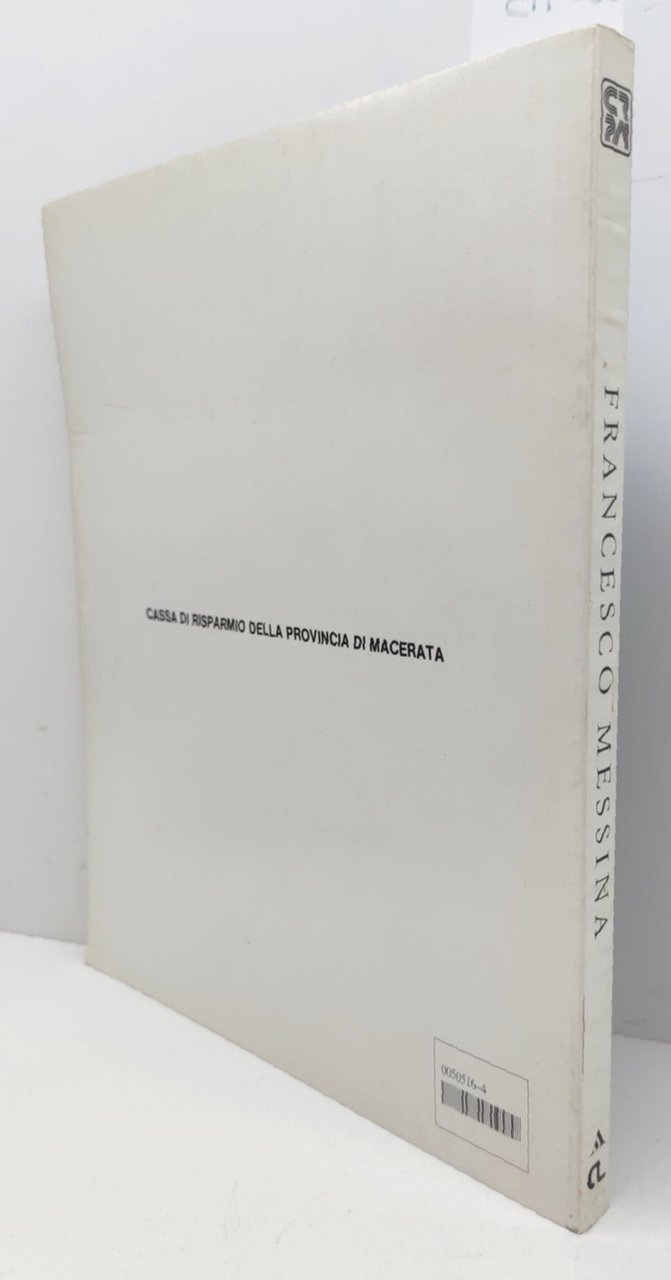 CASSA DI RISPARMIO DELLA PROVINCIA DI MACERATA
FRANCESCO MESSINA
0050516-4